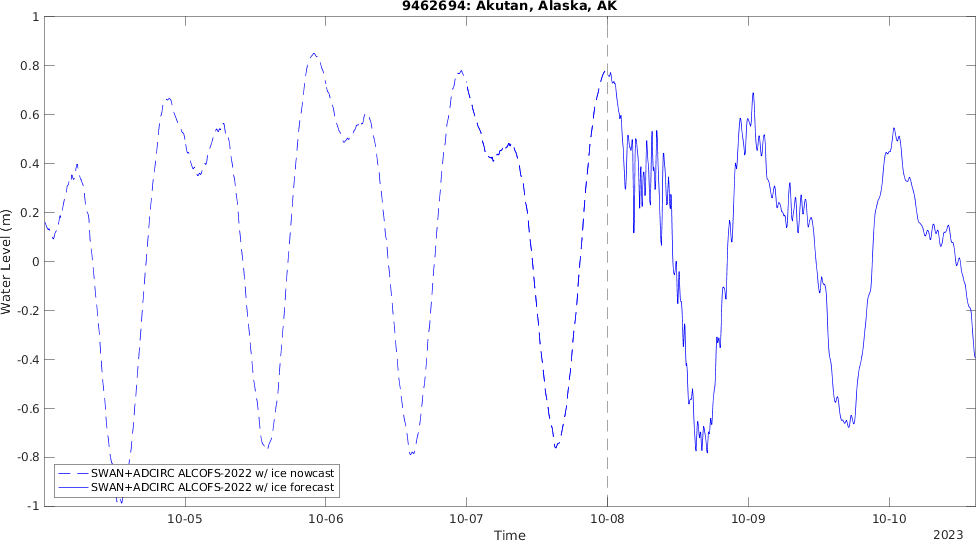 9462694: Akutan, Alaska, AK
1
0.8
0.6
0.4
0.2
0
-0.2
-0.4
-0.6
-0.8
-1
Water Level (m)
SWAN+ADCIRC ALCOFS-2022 w/ ice nowcast
SWAN+ADCIRC ALCOFS-2022 w/ ice forecast
10-05 10-06 10-07 10-08 10-09 10-10
Time
2023